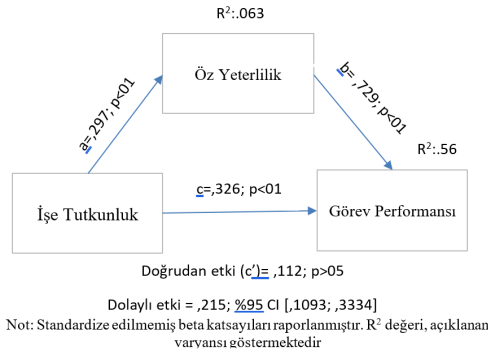 R²:.063
Öz Yeterlilik
a=,297; p<01
b= ,729; p<01
R²:.56
İşe Tutkunluk
c=,326; p<01
Görev Performansı
Doğrudan etki (c’)= ,112; p>05
Dolaylı etki = ,215; %95 CI [,1093; ,3334]
Not: Standardize edilmemiş beta katsayıları raporlanmıştır. R² değeri, açıklanan
varyansı göstermektedir